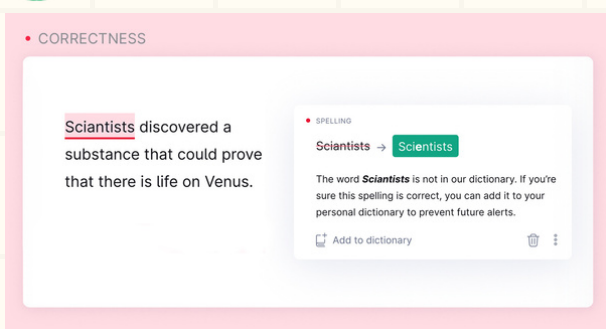 CORRECTNESS
Sciantists discovered a
substance that could prove
that there is life on Venus.
SPELLING
Sciantists → Scientists
The word Sciantists is not in our dictionary. If you're
sure this spelling is correct, you can add it to your
personal dictionary to prevent future alerts.
Add to dictionary